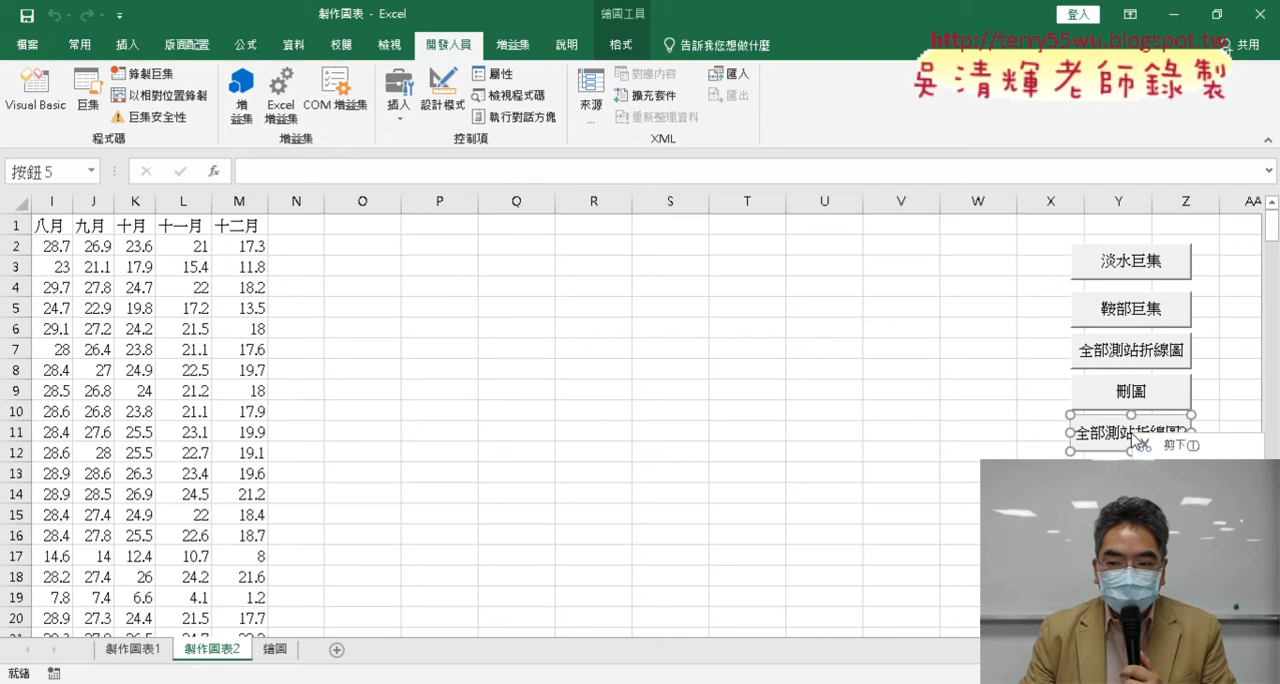 製作圖表 - Excel
繪圖工具
登入
檔案 常用 插入 版面配置 公式 資料 校閱 檢視 開發人員 增益集 說明 格式 告訴我您想做什麼 共用
http://terry55wu.blogspot.tw
吳清輝老師錄製
Visual Basic
巨集
錄製巨集
以相對位置錄製
巨集安全性
程式碼
增益集
Excel 增益集
COM 增益集
增益集
插入
設計模式
屬性
檢視程式碼
執行對話方塊
控制項
來源
...
對應內容
擴充套件
重新整理資料
匯入
匯出
XML
按鈕 5
fx
I J K L M N O P Q R S T U V W X Y Z AA
1 八月 九月 十月 十一月 十二月
2 28.7 26.9 23.6 21 17.3
3 23 21.1 17.9 15.4 11.8
4 29.7 27.8 24.7 22 18.2
5 24.7 22.9 19.8 17.2 13.5
6 29.1 27.2 24.2 21.5 18
7 28 26.4 23.8 21.1 17.6
8 28.4 27 24.9 22.5 19.7
9 28.5 26.8 24 21.2 18
10 28.6 26.8 23.8 21.1 17.9
11 28.4 27.6 25.5 23.1 19.9
12 28.6 28 25.5 22.7 19.1
13 28.9 28.6 26.3 23.4 19.6
14 28.9 28.5 26.9 24.5 21.2
15 28.4 27.4 24.9 22 18.4
16 28.4 27.8 25.5 22.6 18.7
17 14.6 14 12.4 10.7 8
18 28.2 27.4 26 24.2 21.6
19 7.8 7.4 6.6 4.1 1.2
20 28.9 27.3 24.4 21.5 17.7
淡水巨集
鞍部巨集
全部測站折線圖
刪圖
全部測站折線圖2
剪下(T)
製作圖表1 製作圖表2 繪圖
就緒